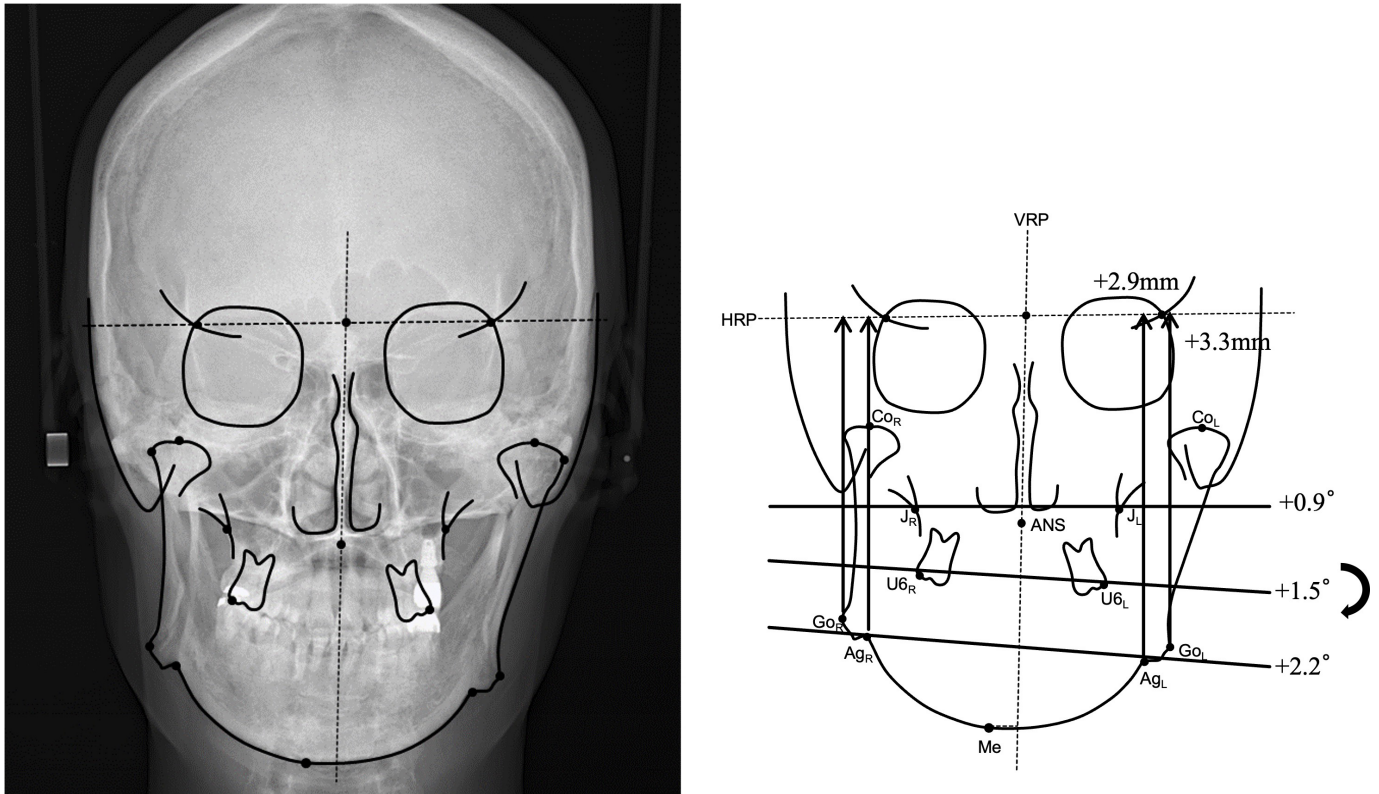 VRP
+2.9mm
HRP
+3.3mm
CoR
CoL
+0.9°
JR
ANS
JL
U6R
U6L
+1.5°
GoR
AgR
GoL
AgL
+2.2°
Me